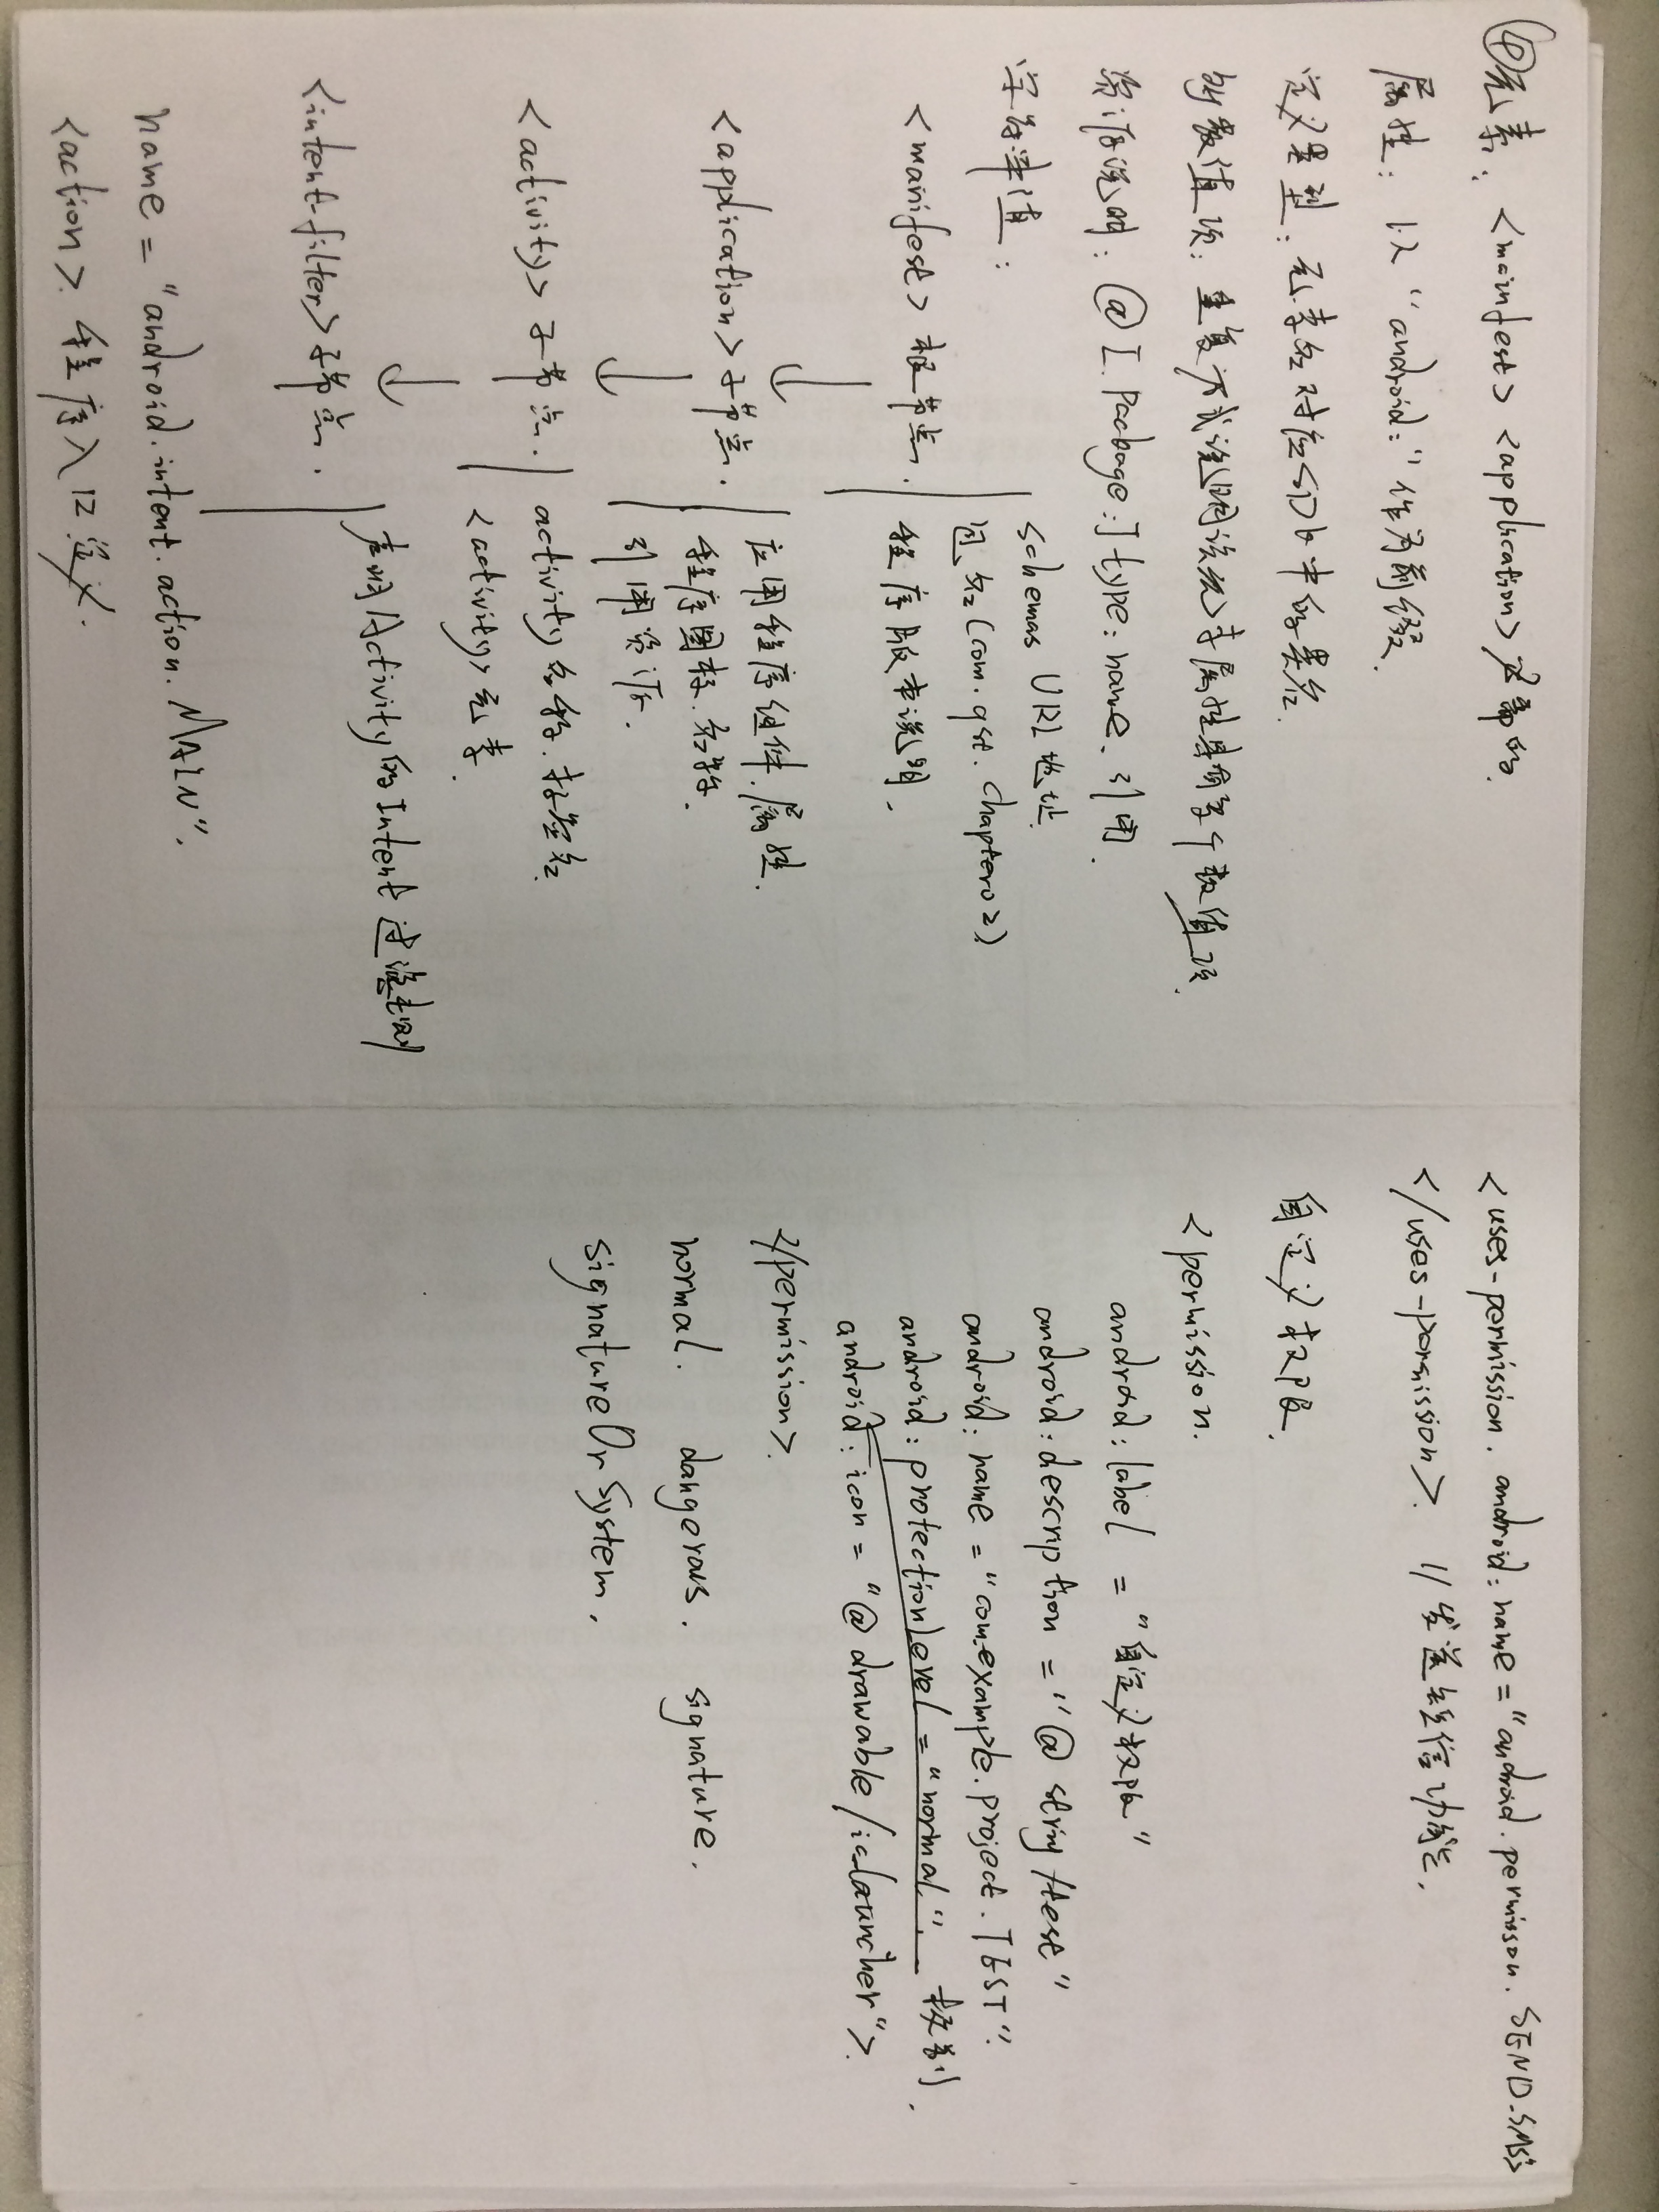 ④元素: <mainfest> <application> 必需的.
属性: 以 "android:" 作为前缀.
定义类型: 元素名对应SDK中的类名.
多数值项: 重复方式说明该元素属性具有多个数值项.
资源说明: @[.package:]type:name. 引用.
字符串值:
schemas URL 地址.
包名(com.qst.chapter02).
<manifest> 根节点.
程序版本说明.
应用程序组件.属性.
<application> 子节点.
程序图标.名称.
引用资源.
<activity> 子节点.
activity 名称.标签名.
<activity>元素.
声明Activity的Intent过滤规则
<intent-filter> 子节点.
name = "android.intent.action.MAIN".
<action>. 程序入口定义.
<uses-permission. android:name="android.permisson.SEND_SMS">
</uses-permission>. //发送短信功能.
自定义权限.
<permission.
android:label = "自定义权限"
android:description = "@string/test"
android:name = "com.example.project.TEST".
android:protectionLevel = "normal". 级别.
android:icon = "@drawable/ic_launcher">.
</permission>.
normal. dangerous. signature.
signatureOrSystem.